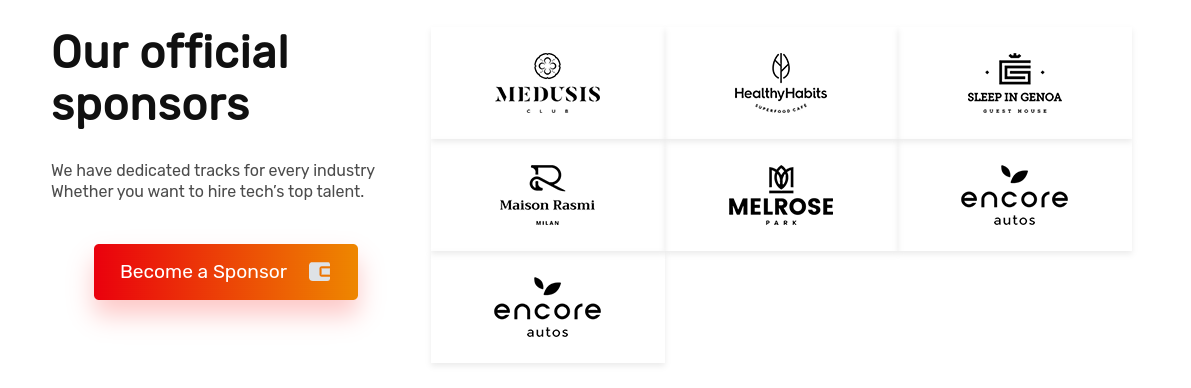 Our official
sponsors
We have dedicated tracks for every industry
Whether you want to hire tech’s top talent.
Become a Sponsor
MEDUSIS
CLUB
HealthyHabits
SUPERFOOD CAFE
SLEEP IN GENOA
GUEST HOUSE
Maison Rasmi
MILAN
MELROSE
PARK
encore
autos
encore
autos